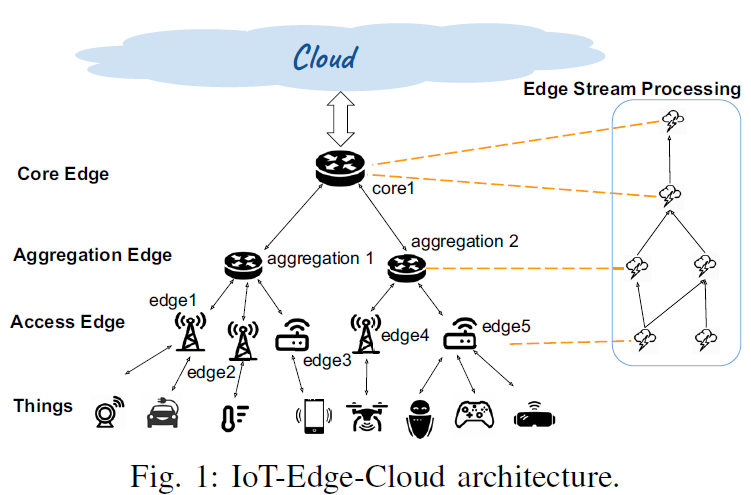 Cloud
Edge Stream Processing
Core Edge
core1
Aggregation Edge
aggregation 1
aggregation 2
edge1
Access Edge
edge2
edge3
edge4
edge5
Things
Fig. 1: IoT-Edge-Cloud architecture.